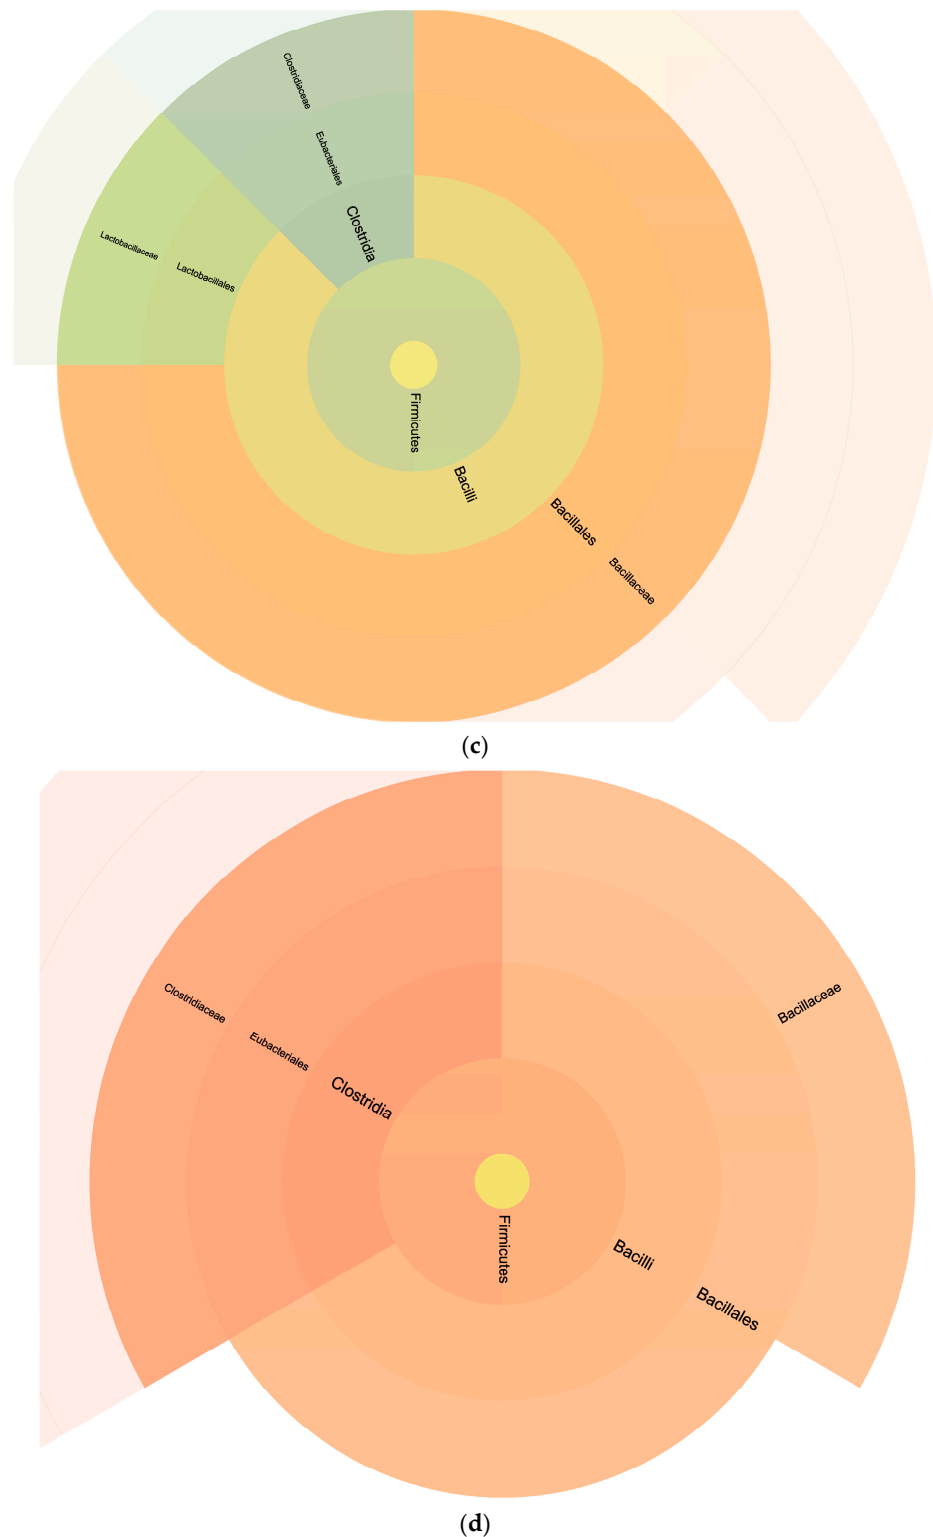 Clostridiaceae
Eubacteriales
Clostridia
Lactobacillaceae
Lactobacillales
Firmicutes
Bacilli
Bacillales
Bacillaceae
(c)
Clostridiaceae
Eubacteriales
Clostridia
Bacillaceae
Firmicutes
Bacilli
Bacillales
(d)